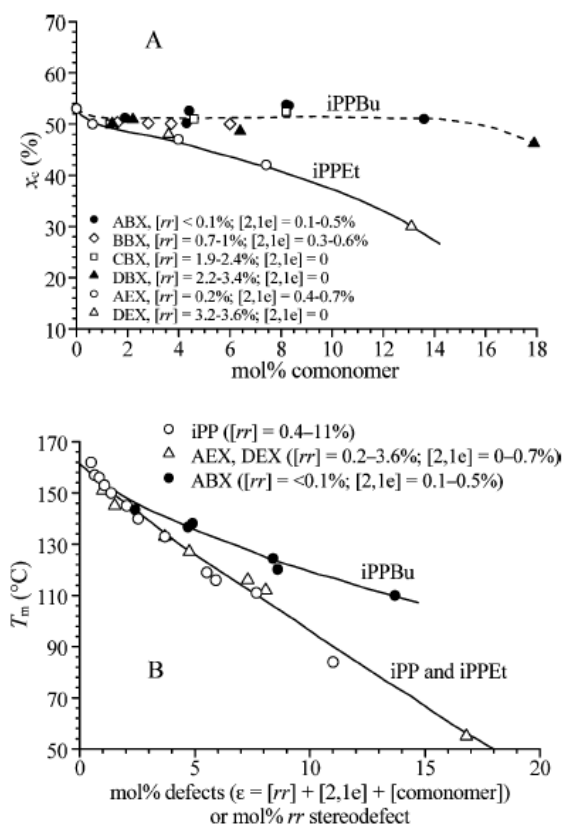 70
60
50
40
30
20
10
x_c (%)
A
iPPBu
iPPEt
ABX, [rr] < 0.1%; [2,1e] = 0.1-0.5%
BBX, [rr] = 0.7-1%; [2,1e] = 0.3-0.6%
CBX, [rr] = 1.9-2.4%; [2,1e] = 0
DBX, [rr] = 2.2-3.4%; [2,1e] = 0
AEX, [rr] = 0.2%; [2,1e] = 0.4-0.7%
DEX, [rr] = 3.2-3.6%; [2,1e] = 0
0 2 4 6 8 10 12 14 16 18
mol% comonomer
iPP ([rr] = 0.4–11%)
AEX, DEX ([rr] = 0.2–3.6%; [2,1e] = 0–0.7%)
ABX ([rr] = <0.1%; [2,1e] = 0.1–0.5%)
170
150
130
110
90
70
50
T_m (°C)
iPPBu
B
iPP and iPPEt
0 5 10 15 20
mol% defects (ε = [rr] + [2,1e] + [comonomer])
or mol% rr stereodefect